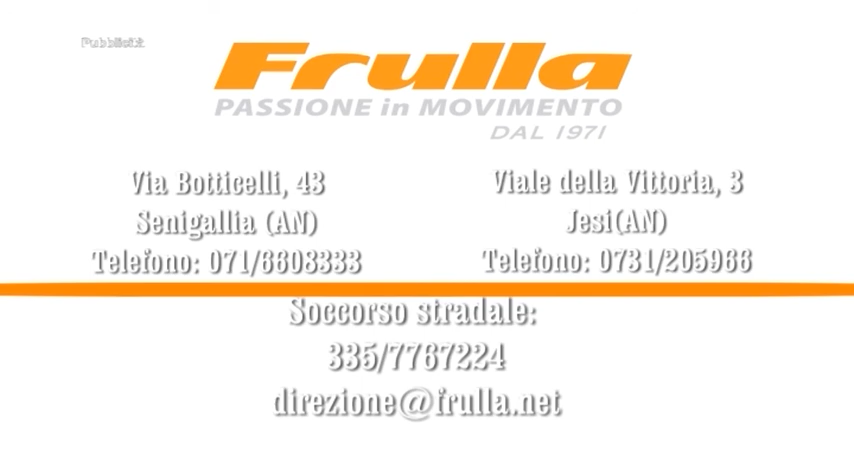 Pubblicità
Frulla
PASSIONE in MOVIMENTO
DAL 1971
Via Botticelli, 43
Senigallia (AN)
Telefono: 071/6608333
Viale della Vittoria, 3
Jesi(AN)
Telefono: 0731/205966
Soccorso stradale:
335/7767224
direzione@frulla.net